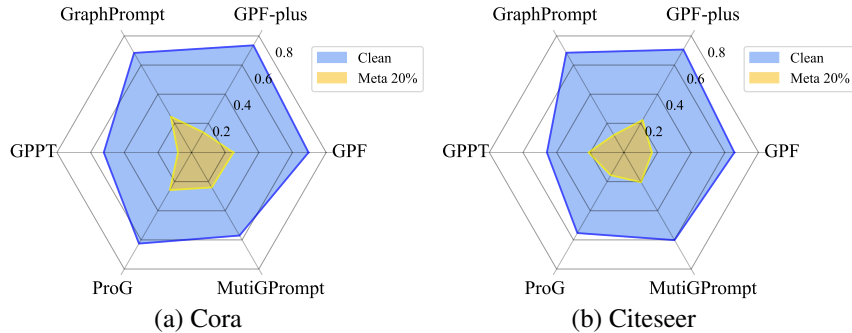 GraphPrompt GPF-plus
0.8
0.6
0.4
0.2
GPPT GPF
ProG MutiGPrompt
Clean
Meta 20%
(a) Cora
GraphPrompt GPF-plus
0.8
0.6
0.4
0.2
GPPT GPF
ProG MutiGPrompt
Clean
Meta 20%
(b) Citeseer